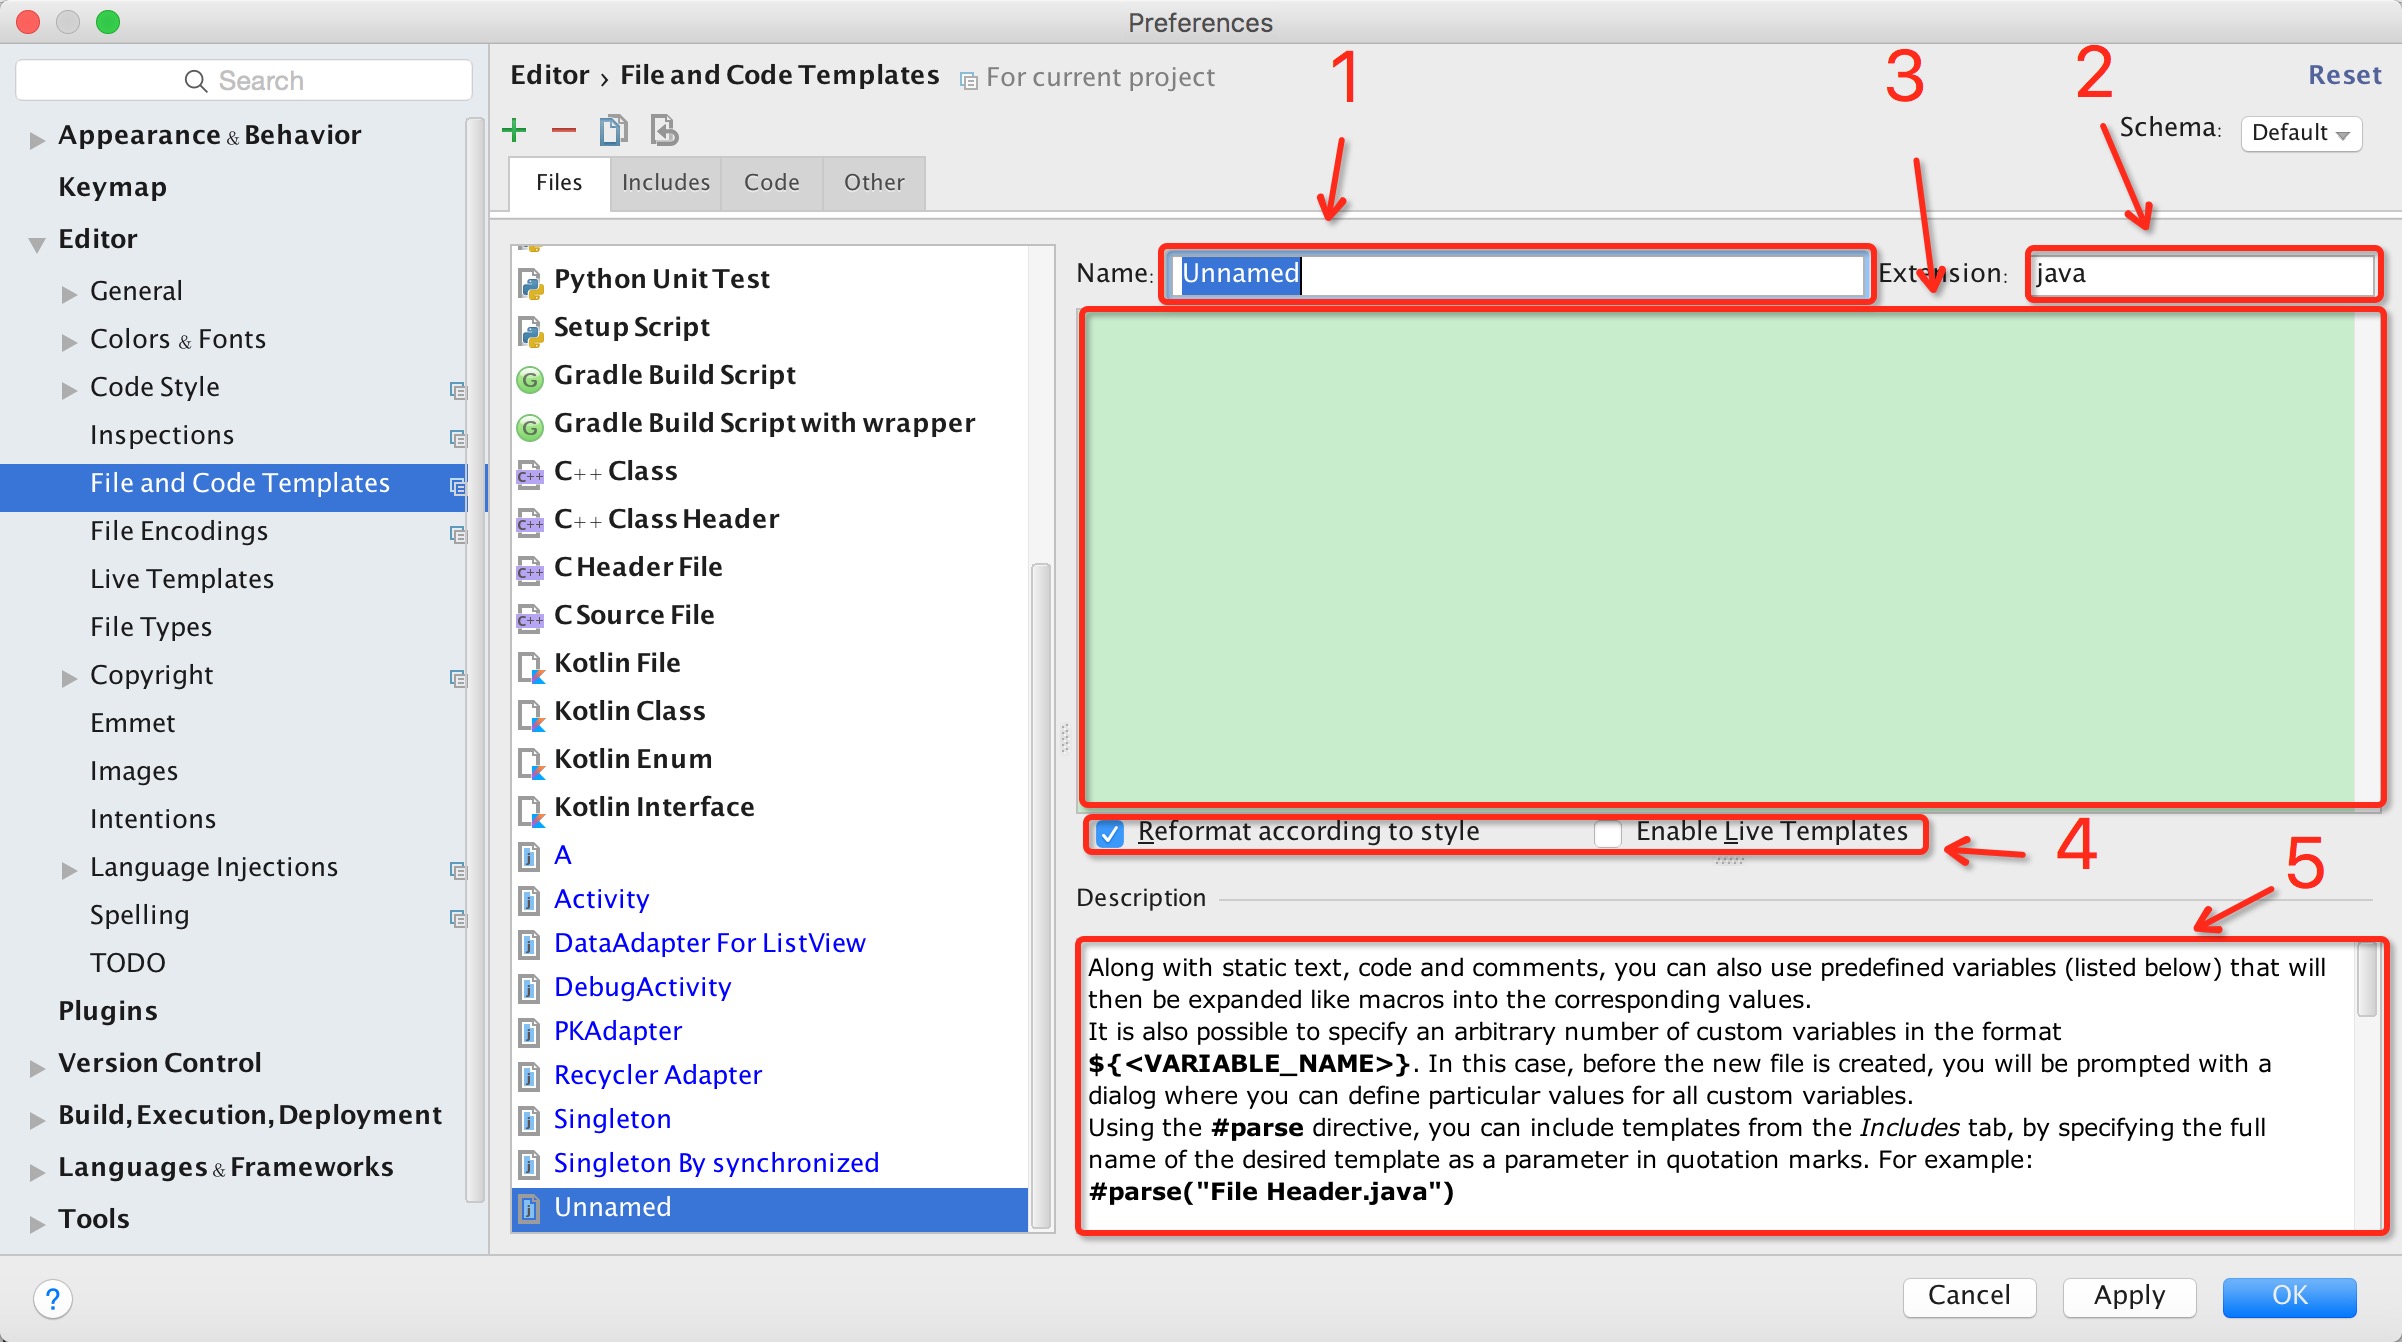 Preferences
Search
Appearance & Behavior
Keymap
Editor
General
Colors & Fonts
Code Style
Inspections
File and Code Templates
File Encodings
Live Templates
File Types
Copyright
Emmet
Images
Intentions
Language Injections
Spelling
TODO
Plugins
Version Control
Build, Execution, Deployment
Languages & Frameworks
Tools
Editor › File and Code Templates For current project
Reset
1
3
2
Schema: Default
Files Includes Code Other
Python Unit Test
Setup Script
G Gradle Build Script
G Gradle Build Script with wrapper
C++ C++ Class
C++ C++ Class Header
C++ C Header File
C++ C Source File
Kotlin File
Kotlin Class
Kotlin Enum
Kotlin Interface
j A
j Activity
j DataAdapter For ListView
j DebugActivity
j PKAdapter
j Recycler Adapter
j Singleton
j Singleton By synchronized
j Unnamed
Name: Unnamed Extension: java
Reformat according to style Enable Live Templates
4
5
Description
Along with static text, code and comments, you can also use predefined variables (listed below) that will
then be expanded like macros into the corresponding values.
It is also possible to specify an arbitrary number of custom variables in the format
${<VARIABLE_NAME>}. In this case, before the new file is created, you will be prompted with a
dialog where you can define particular values for all custom variables.
Using the #parse directive, you can include templates from the Includes tab, by specifying the full
name of the desired template as a parameter in quotation marks. For example:
#parse("File Header.java")
?
Cancel Apply OK